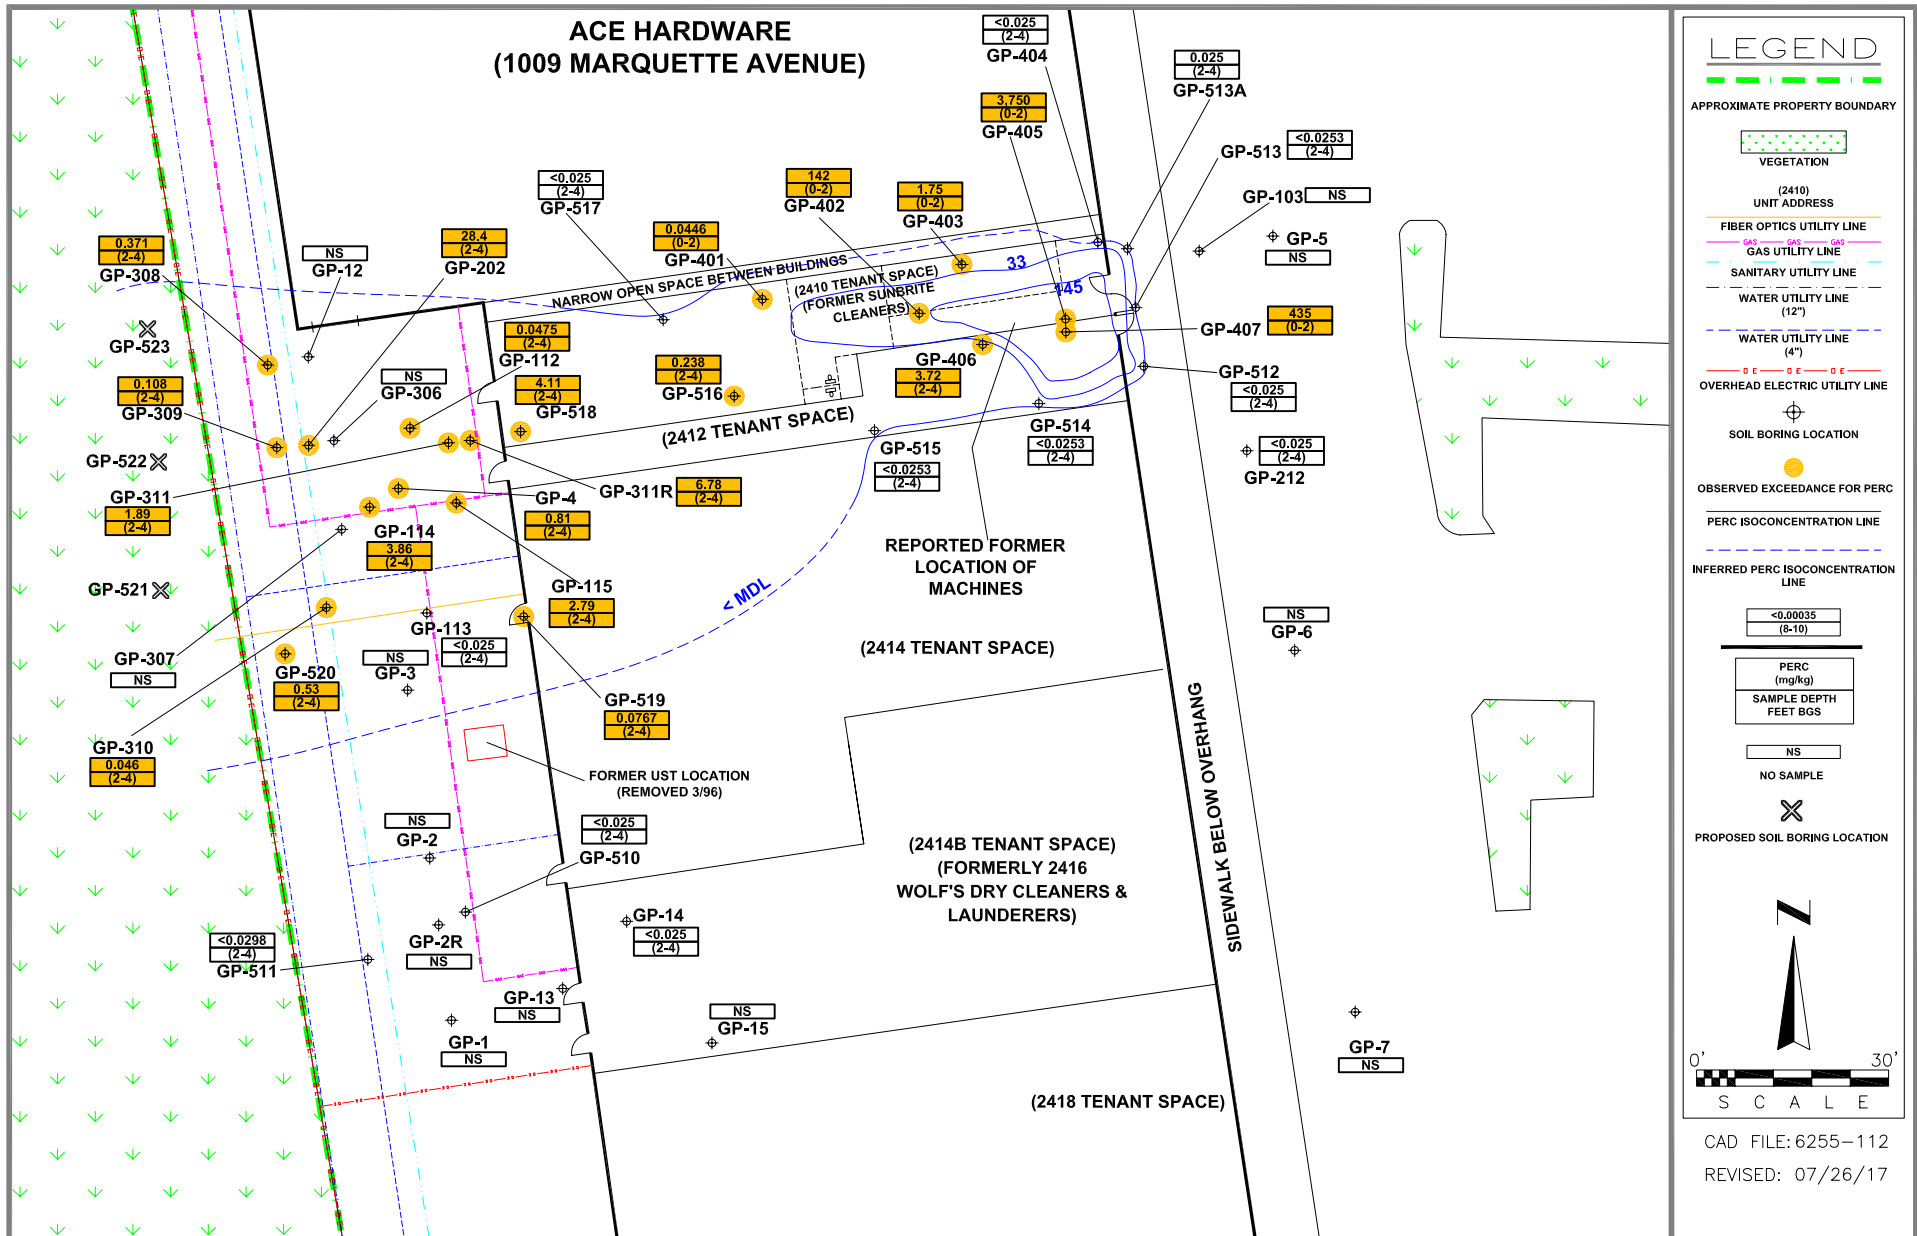 ACE HARDWARE
(1009 MARQUETTE AVENUE)
<0.025
(2-4)
GP-404
0.025
(2-4)
GP-513A
3,750
(0-2)
GP-405
GP-513
<0.0253
(2-4)
GP-103
NS
GP-5
NS
<0.025
(2-4)
GP-517
142
(0-2)
GP-402
1.75
(0-2)
GP-403
0.0446
(0-2)
GP-401
28.4
(2-4)
GP-202
NS
GP-12
0.371
(2-4)
GP-308
NARROW OPEN SPACE BETWEEN BUILDINGS
(2410 TENANT SPACE)
(FORMER SUNBRITE
CLEANERS)
33
145
GP-523
0.0475
(2-4)
GP-112
GP-407
435
(0-2)
0.108
(2-4)
GP-309
NS
GP-306
4.11
(2-4)
GP-518
0.238
(2-4)
GP-516
GP-406
3.72
(2-4)
GP-512
<0.025
(2-4)
(2412 TENANT SPACE)
GP-514
<0.0253
(2-4)
GP-515
<0.0253
(2-4)
<0.025
(2-4)
GP-212
GP-522
GP-311
1.89
(2-4)
GP-311R
6.78
(2-4)
GP-4
0.81
(2-4)
GP-114
3.86
(2-4)
REPORTED FORMER
LOCATION OF
MACHINES
GP-521
GP-115
2.79
(2-4)
< MDL
GP-113
<0.025
(2-4)
NS
GP-6
(2414 TENANT SPACE)
GP-307
NS
NS
GP-3
GP-520
0.53
(2-4)
GP-519
0.0767
(2-4)
GP-310
0.046
(2-4)
FORMER UST LOCATION
(REMOVED 3/96)
SIDEWALK BELOW OVERHANG
NS
GP-2
<0.025
(2-4)
GP-510
(2414B TENANT SPACE)
(FORMERLY 2416
WOLF'S DRY CLEANERS &
LAUNDERERS)
GP-14
<0.025
(2-4)
<0.0298
(2-4)
GP-511
GP-2R
NS
GP-13
NS
NS
GP-15
GP-1
NS
GP-7
NS
(2418 TENANT SPACE)
LEGEND
APPROXIMATE PROPERTY BOUNDARY
VEGETATION
(2410)
UNIT ADDRESS
FIBER OPTICS UTILITY LINE
GAS GAS GAS
GAS UTILITY LINE
SANITARY UTILITY LINE
WATER UTILITY LINE
(12")
WATER UTILITY LINE
(4")
OE OE OE
OVERHEAD ELECTRIC UTILITY LINE
SOIL BORING LOCATION
OBSERVED EXCEEDANCE FOR PERC
PERC ISOCONCENTRATION LINE
INFERRED PERC ISOCONCENTRATION
LINE
<0.00035
(8-10)
PERC
(mg/kg)
SAMPLE DEPTH
FEET BGS
NS
NO SAMPLE
PROPOSED SOIL BORING LOCATION
N
0' 30'
SCALE
CAD FILE: 6255-112
REVISED: 07/26/17